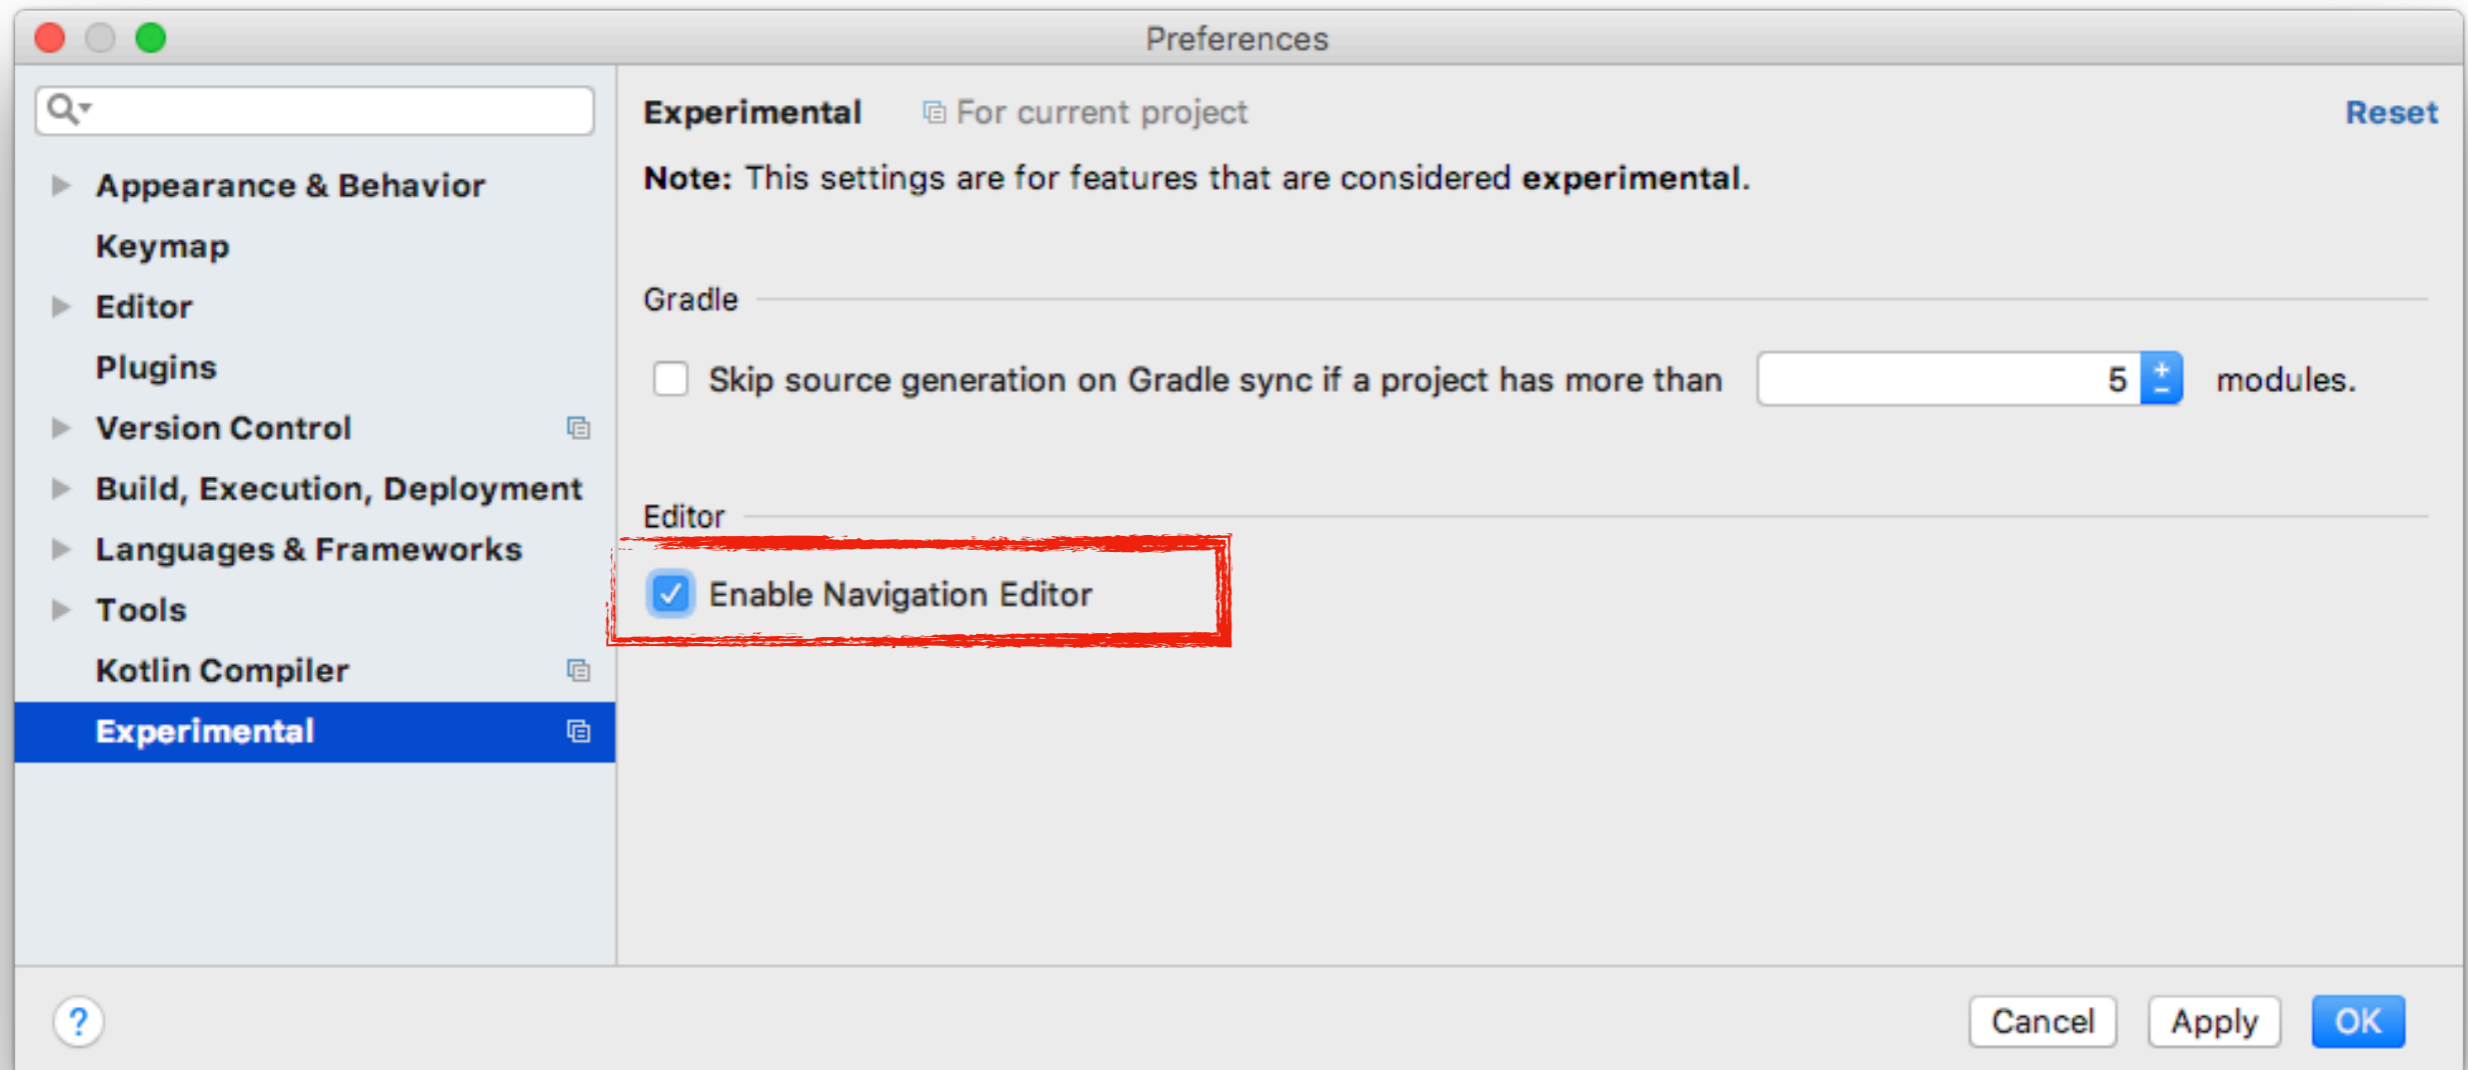 Preferences
Appearance & Behavior
Keymap
Editor
Plugins
Version Control
Build, Execution, Deployment
Languages & Frameworks
Tools
Kotlin Compiler
Experimental
Experimental For current project Reset
Note: This settings are for features that are considered experimental.
Gradle
Skip source generation on Gradle sync if a project has more than 5 modules.
Editor
Enable Navigation Editor
? Cancel Apply OK